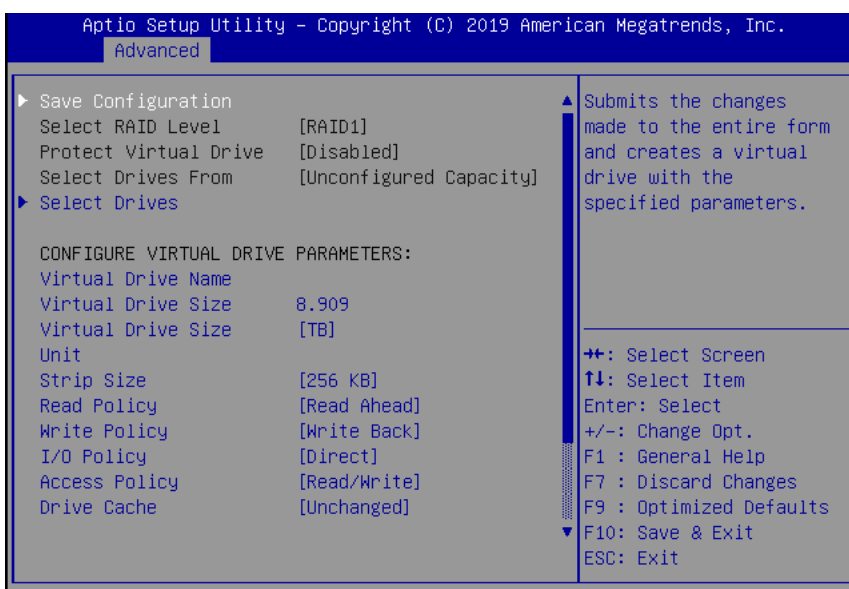 Aptio Setup Utility – Copyright (C) 2019 American Megatrends, Inc.
Advanced
Save Configuration
Select RAID Level [RAID1]
Protect Virtual Drive [Disabled]
Select Drives From [Unconfigured Capacity]
Select Drives
CONFIGURE VIRTUAL DRIVE PARAMETERS:
Virtual Drive Name
Virtual Drive Size 8.909
Virtual Drive Size [TB]
Unit
Strip Size [256 KB]
Read Policy [Read Ahead]
Write Policy [Write Back]
I/O Policy [Direct]
Access Policy [Read/Write]
Drive Cache [Unchanged]
Submits the changes
made to the entire form
and creates a virtual
drive with the
specified parameters.
→←: Select Screen
↑↓: Select Item
Enter: Select
+/-: Change Opt.
F1 : General Help
F7 : Discard Changes
F9 : Optimized Defaults
F10: Save & Exit
ESC: Exit